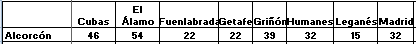 Cubas El Álamo Fuenlabrada Getafe Griñón Humanes Leganés Madrid
Alcorcón 46 54 22 22 39 32 15 32